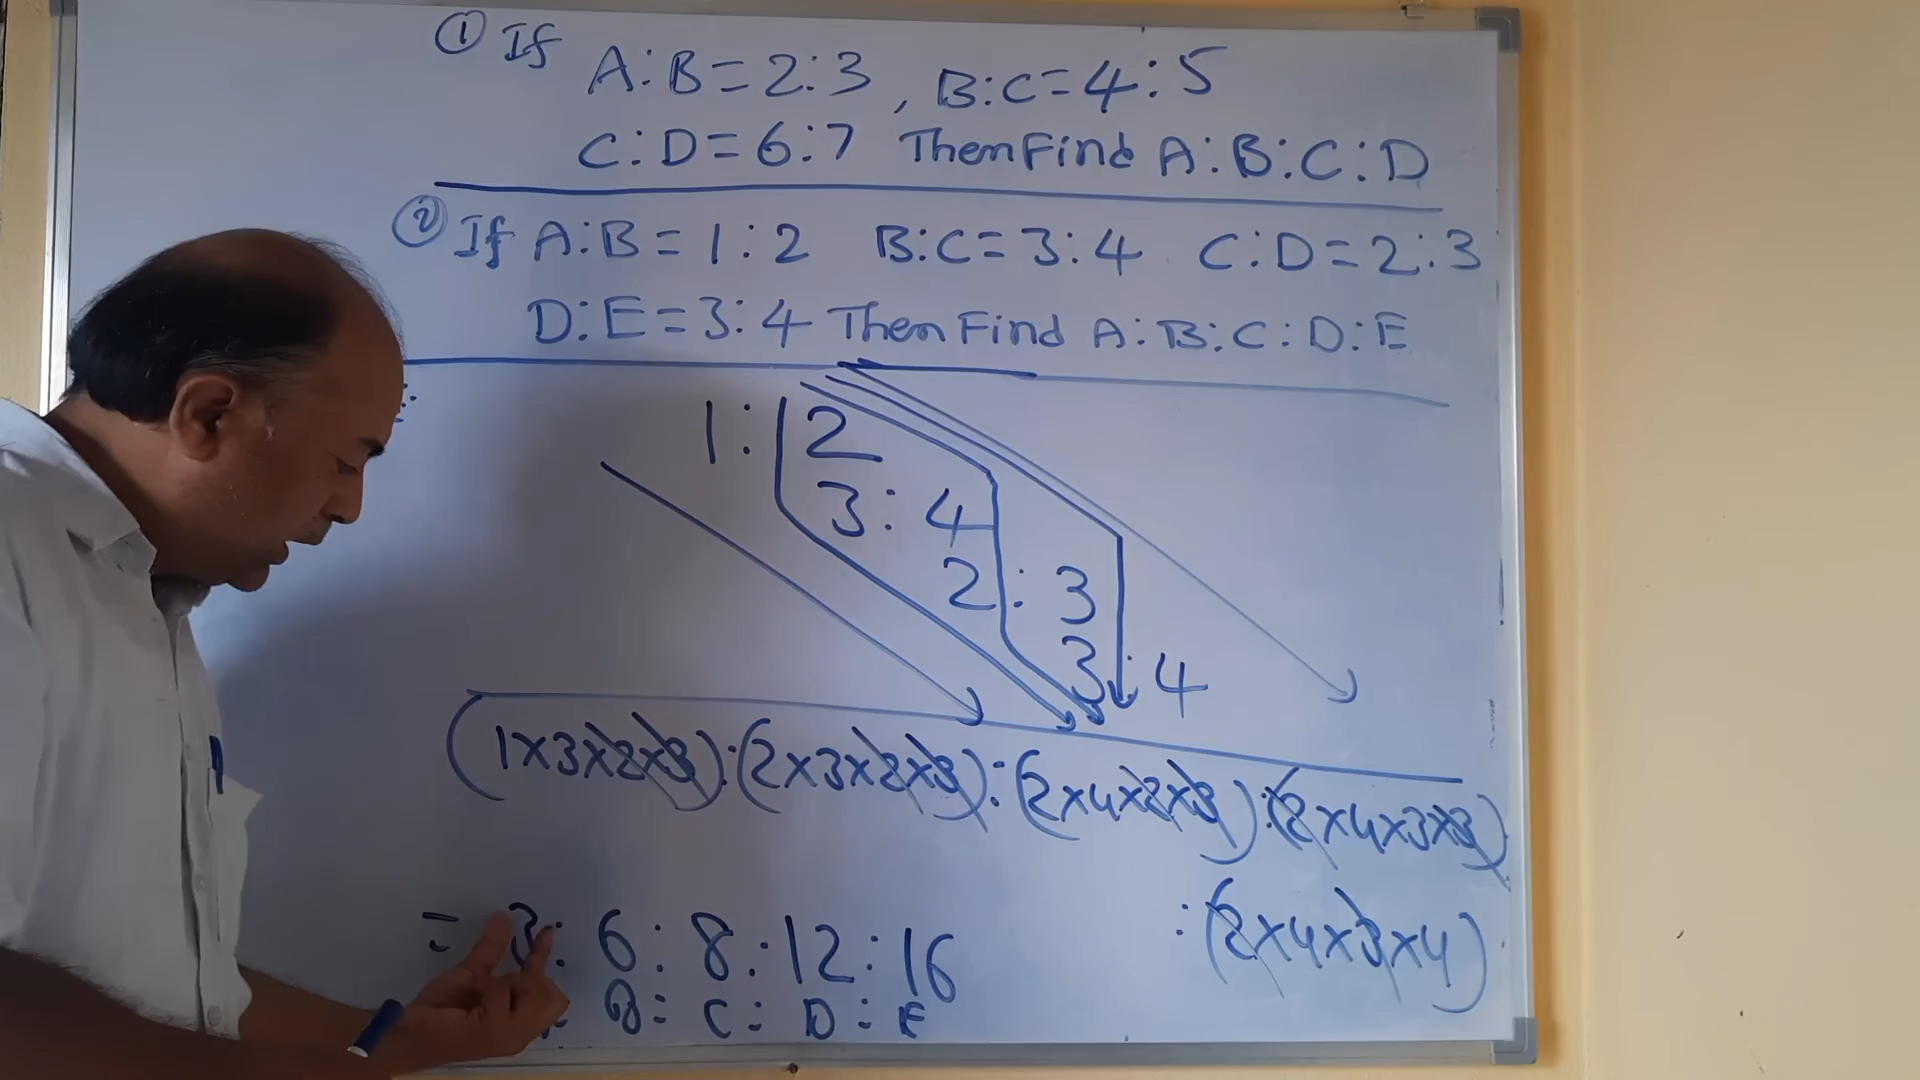 ① If A:B=2:3, B:C=4:5
C:D=6:7 Then Find A:B:C:D
② If A:B=1:2 B:C=3:4 C:D=2:3
D:E=3:4 Then Find A:B:C:D:E
1:2
3:4
2:3
3:4
(1×3×2×3):(2×3×2×3):(2×4×2×3):(2×4×3×3)
:(2×4×3×4)
= 3:6:8:12:16
B: C: D: E